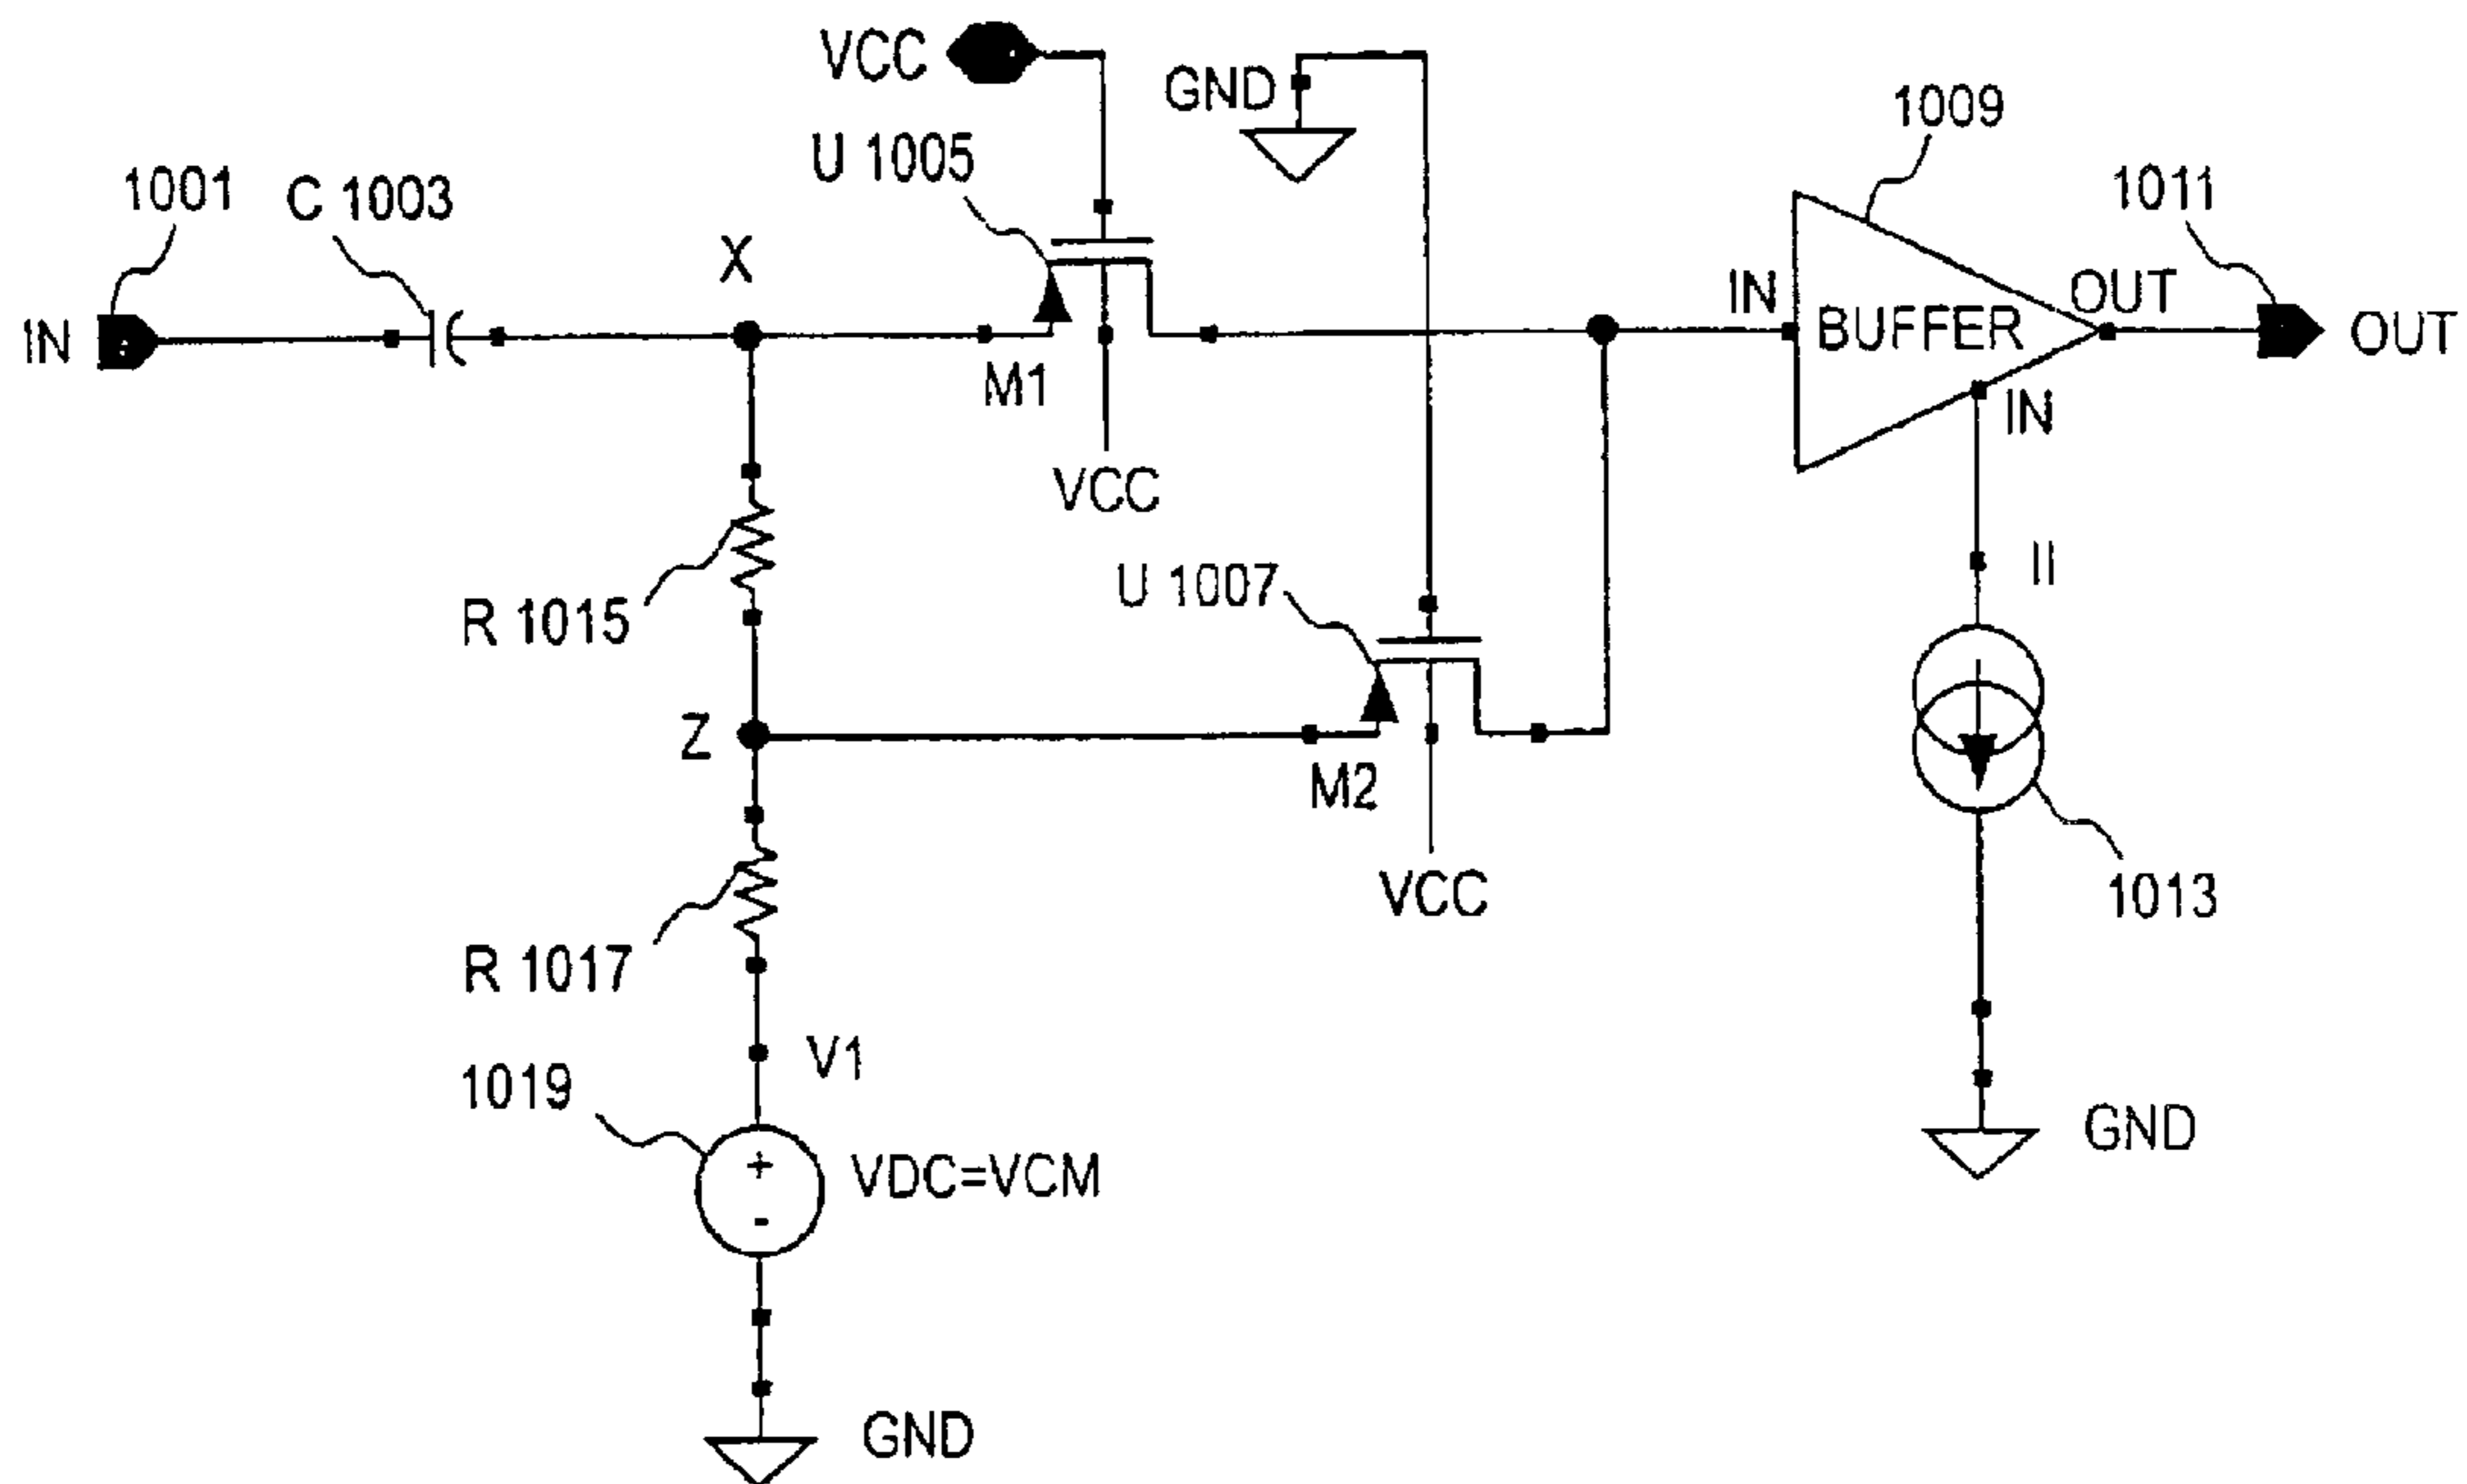 VCC
GND
1009
U 1005
1001
C 1003
1011
X
IN
OUT
IN
BUFFER
OUT
M1
IN
VCC
II
U 1007
R 1015
Z
M2
VCC
1013
R 1017
V1
1019
GND
VDC=VCM
+
-
GND